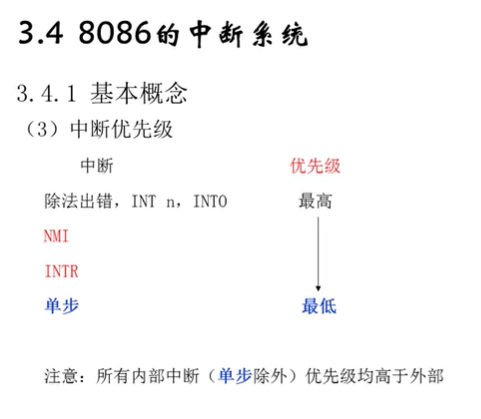 3.4 8086的中断系统
3.4.1 基本概念
（3）中断优先级
中断 优先级
除法出错，INT n，INTO 最高
NMI
INTR
单步 最低
注意：所有内部中断（单步除外）优先级均高于外部